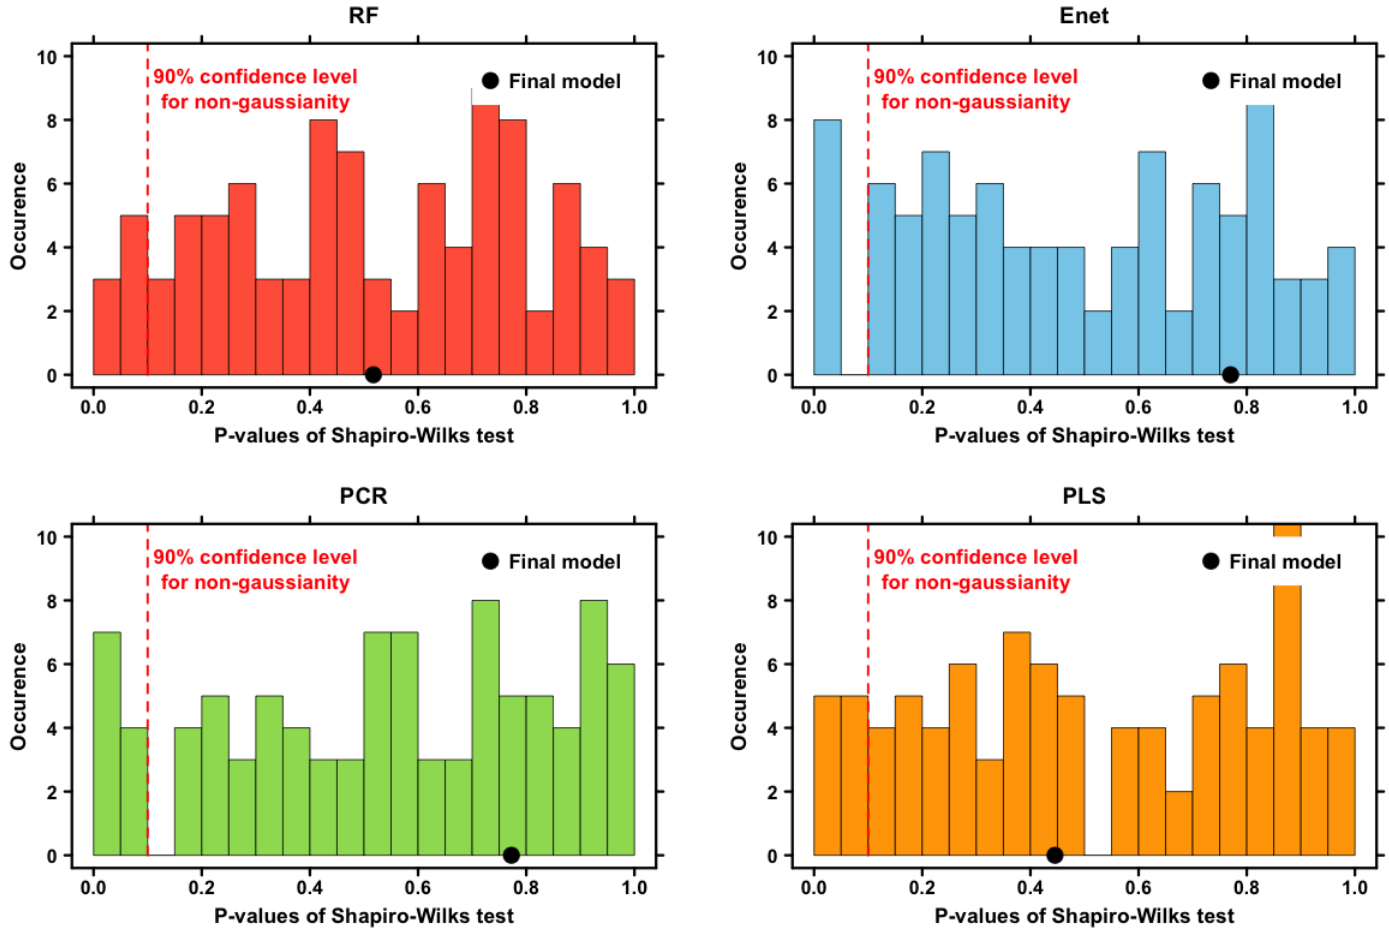 RF
10
8
6
4
2
0
Occurence
90% confidence level
for non-gaussianity
Final model
0.0 0.2 0.4 0.6 0.8 1.0
P-values of Shapiro-Wilks test
Enet
10
8
6
4
2
0
Occurence
90% confidence level
for non-gaussianity
Final model
0.0 0.2 0.4 0.6 0.8 1.0
P-values of Shapiro-Wilks test
PCR
10
8
6
4
2
0
Occurence
90% confidence level
for non-gaussianity
Final model
0.0 0.2 0.4 0.6 0.8 1.0
P-values of Shapiro-Wilks test
PLS
10
8
6
4
2
0
Occurence
90% confidence level
for non-gaussianity
Final model
0.0 0.2 0.4 0.6 0.8 1.0
P-values of Shapiro-Wilks test